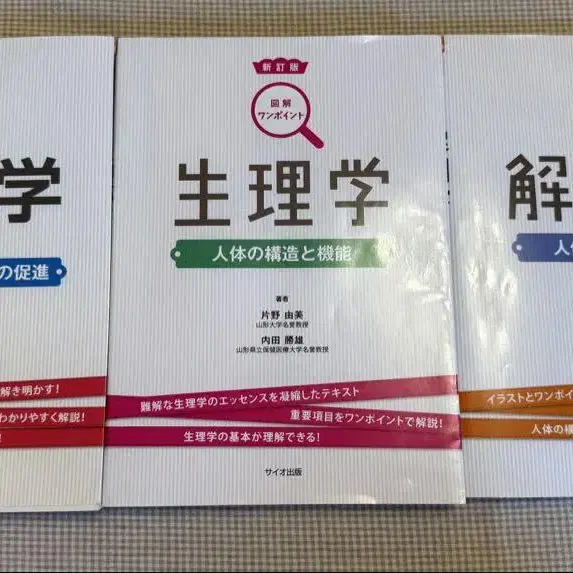 学
の促進
解き明かす!
わかりやすく解説!
新訂版
図解
ワンポイント
生理学
人体の構造と機能
著者
片野 由美
山形大学名誉教授
内田 勝雄
山形県立保健医療大学名誉教授
難解な生理学のエッセンスを凝縮したテキスト
重要項目をワンポイントで解説!
生理学の基本が理解できる!
サイオ出版
解
人体
イラストとワンポイ
人体の構